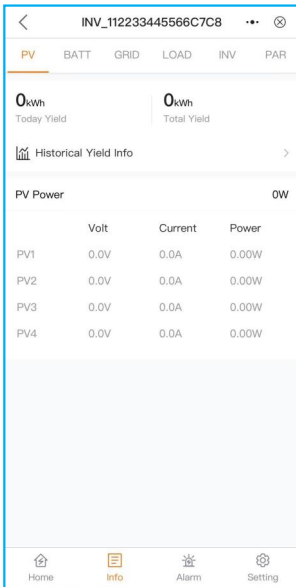 INV_112233445566C7C8
PV BATT GRID LOAD INV PAR
0kWh 0kWh
Today Yield Total Yield
Historical Yield Info
PV Power 0W
Volt Current Power
PV1 0.0V 0.0A 0.00W
PV2 0.0V 0.0A 0.00W
PV3 0.0V 0.0A 0.00W
PV4 0.0V 0.0A 0.00W
Home Info Alarm Setting